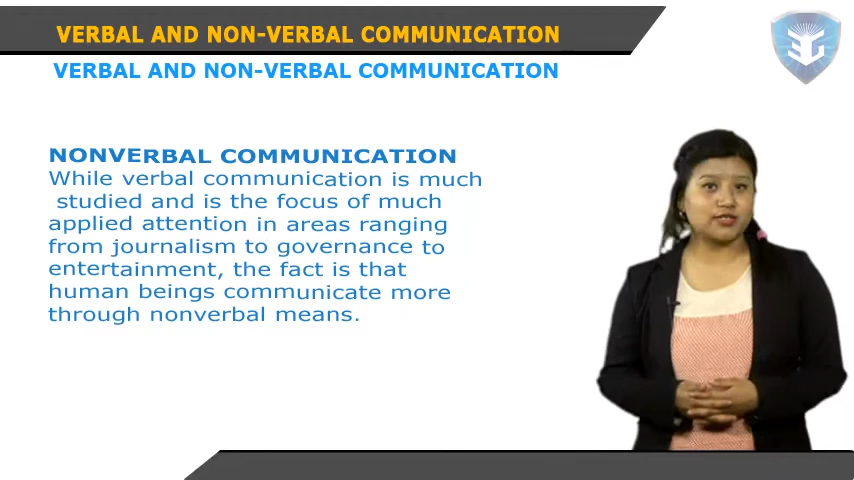 VERBAL AND NON-VERBAL COMMUNICATION
VERBAL AND NON-VERBAL COMMUNICATION
NONVERBAL COMMUNICATION
While verbal communication is much
studied and is the focus of much
applied attention in areas ranging
from journalism to governance to
entertainment, the fact is that
human beings communicate more
through nonverbal means.